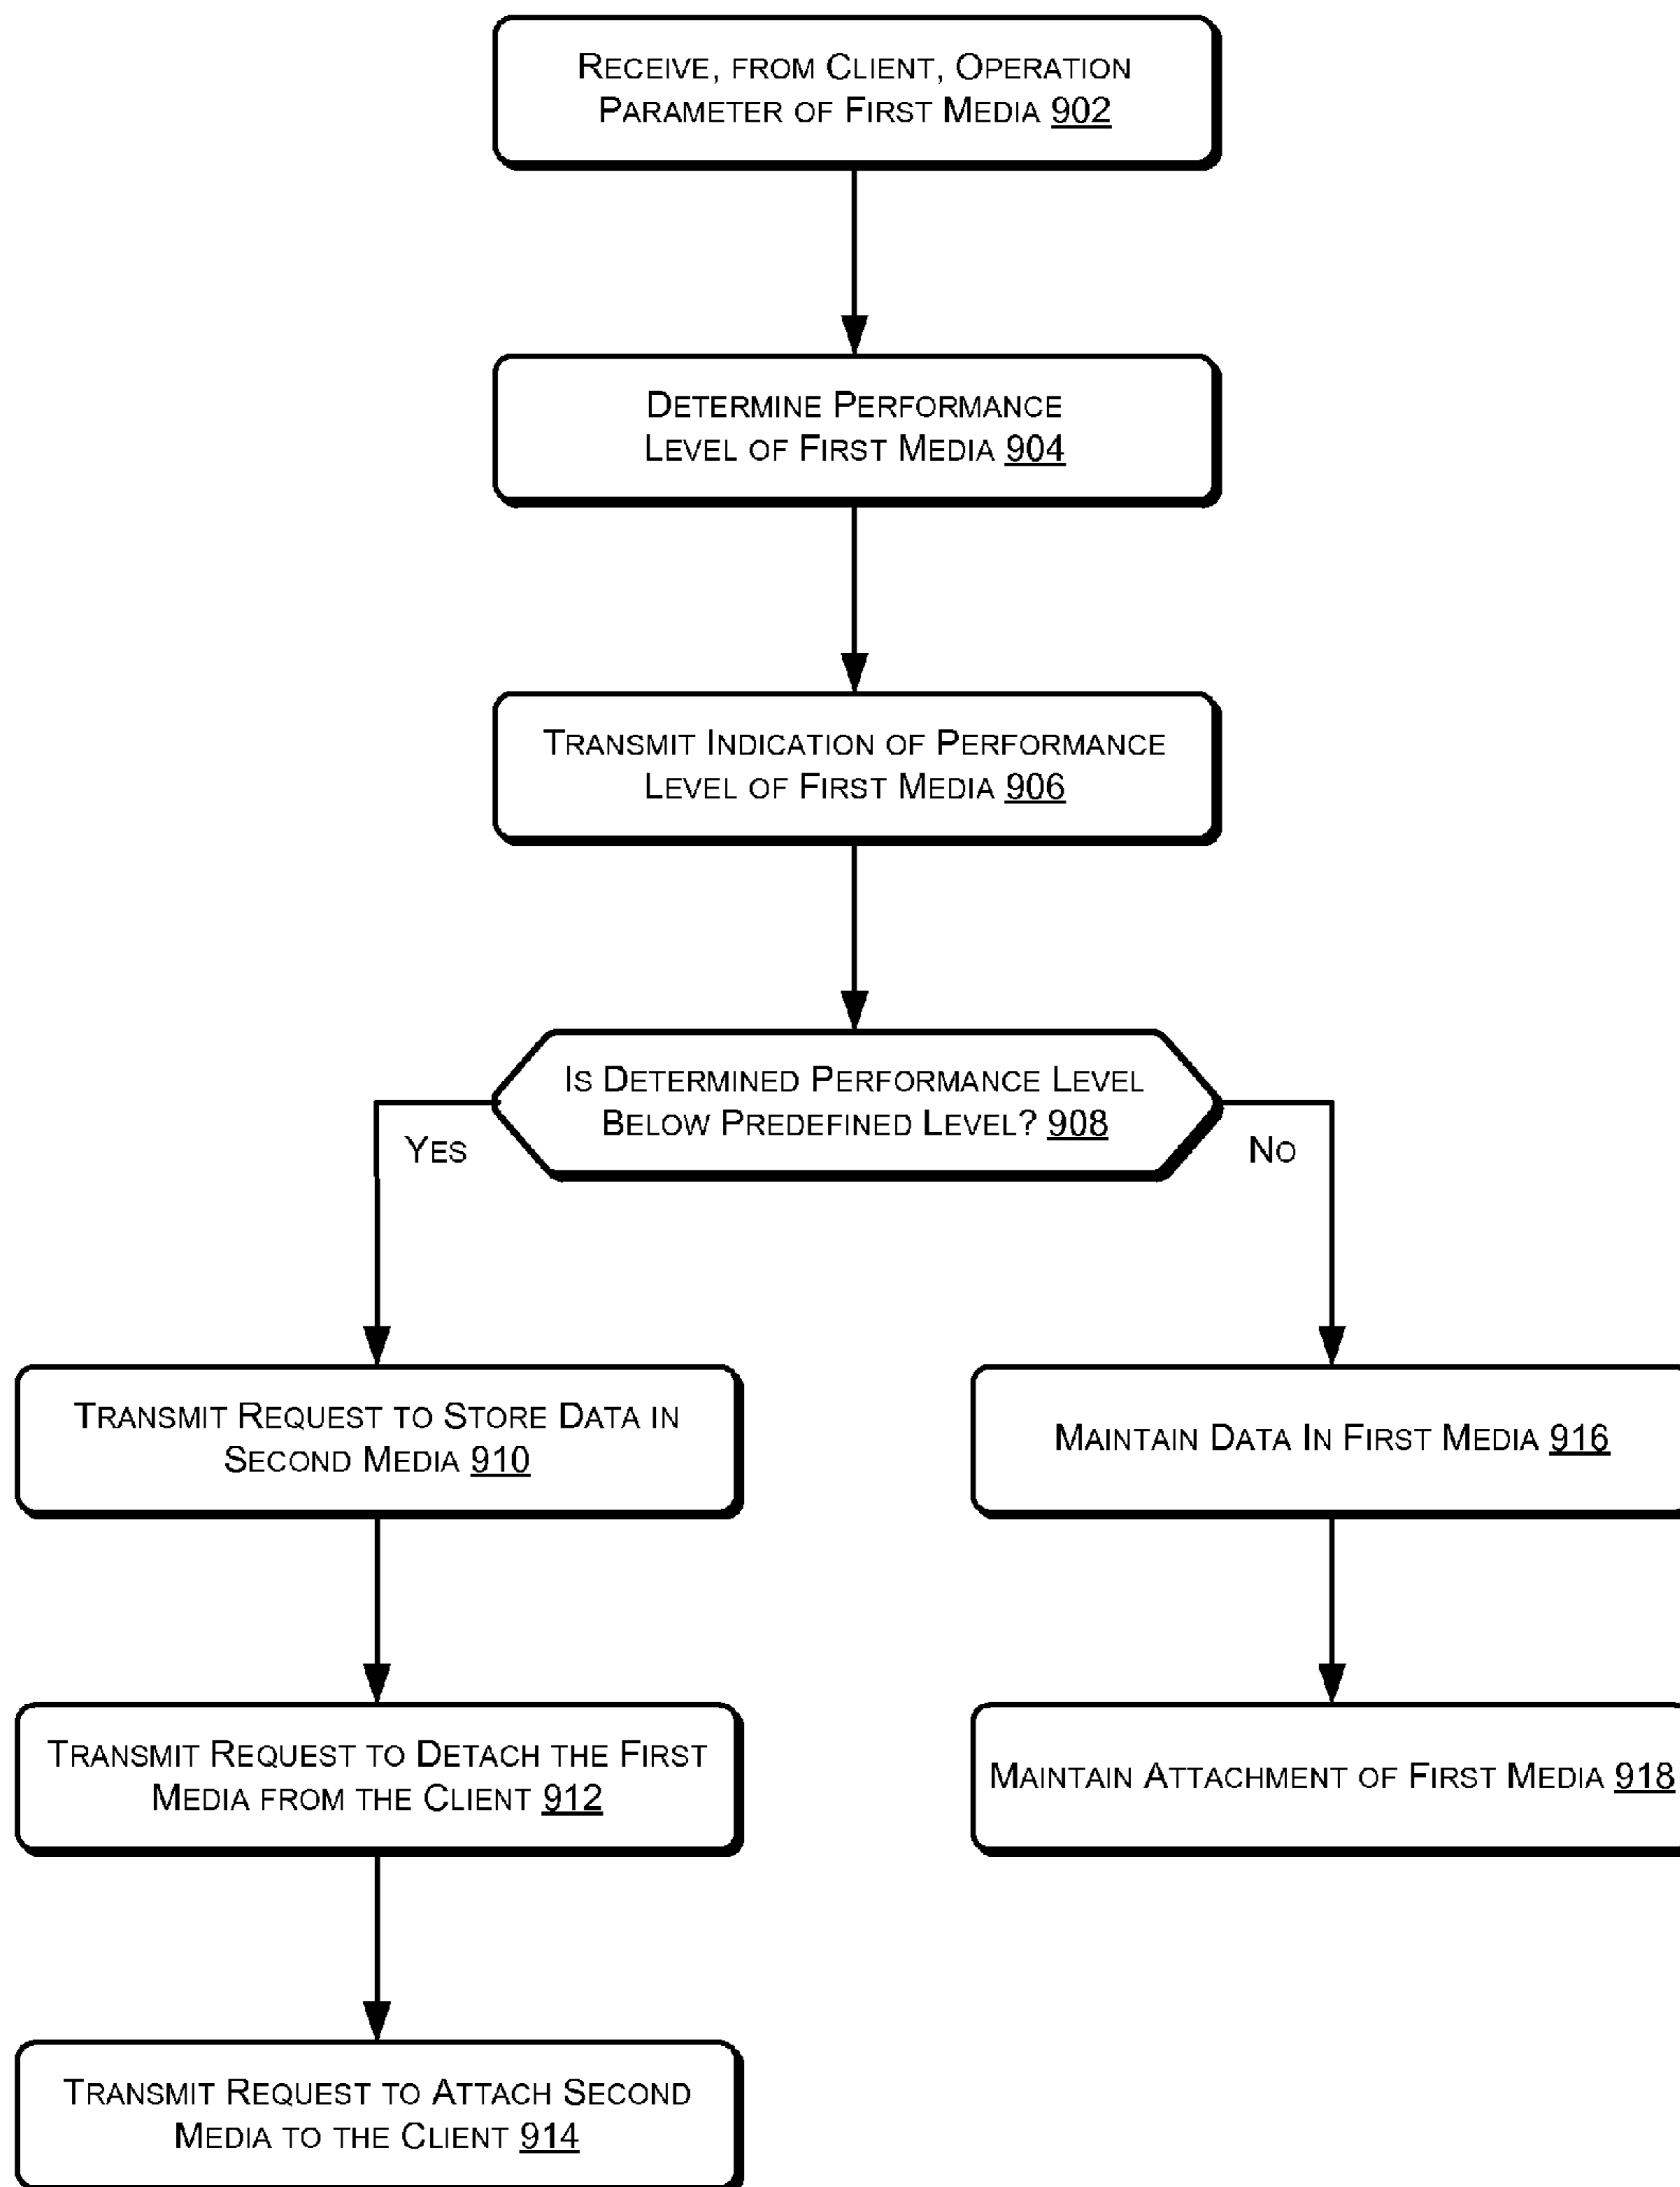 Receive, from Client, Operation
Parameter of First Media 902
Determine Performance
Level of First Media 904
Transmit Indication of Performance
Level of First Media 906
Is Determined Performance Level
Below Predefined Level? 908
Yes
No
Transmit Request to Store Data in
Second Media 910
Maintain Data In First Media 916
Transmit Request to Detach the First
Media from the Client 912
Maintain Attachment of First Media 918
Transmit Request to Attach Second
Media to the Client 914